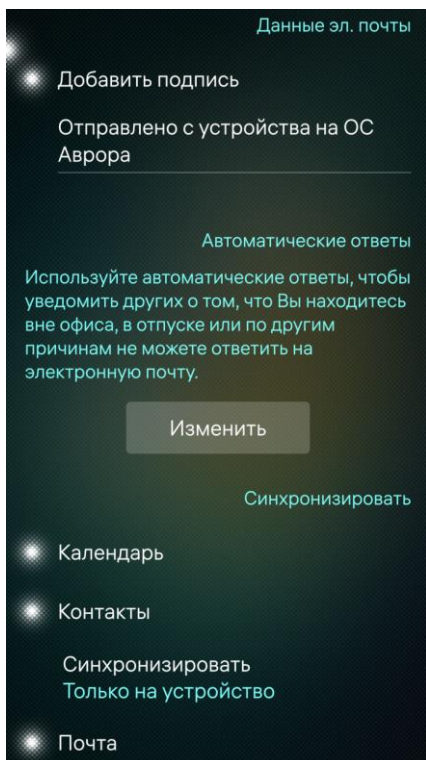 Данные эл. почты
Добавить подпись
Отправлено с устройства на ОС
Аврора
Автоматические ответы
Используйте автоматические ответы, чтобы
уведомить других о том, что Вы находитесь
вне офиса, в отпуске или по другим
причинам не можете ответить на
электронную почту.
Изменить
Синхронизировать
Календарь
Контакты
Синхронизировать
Только на устройство
Почта